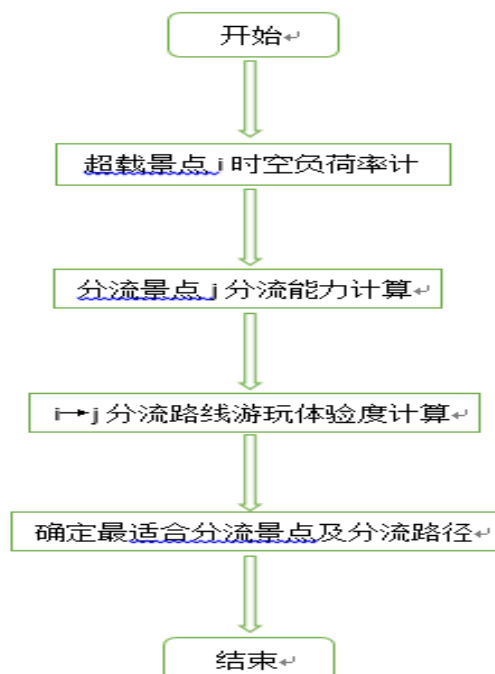 开始
超载景点 i 时空负荷率计
分流景点 j 分流能力计算
i→j 分流路线游玩体验度计算
确定最适合分流景点及分流路径
结束